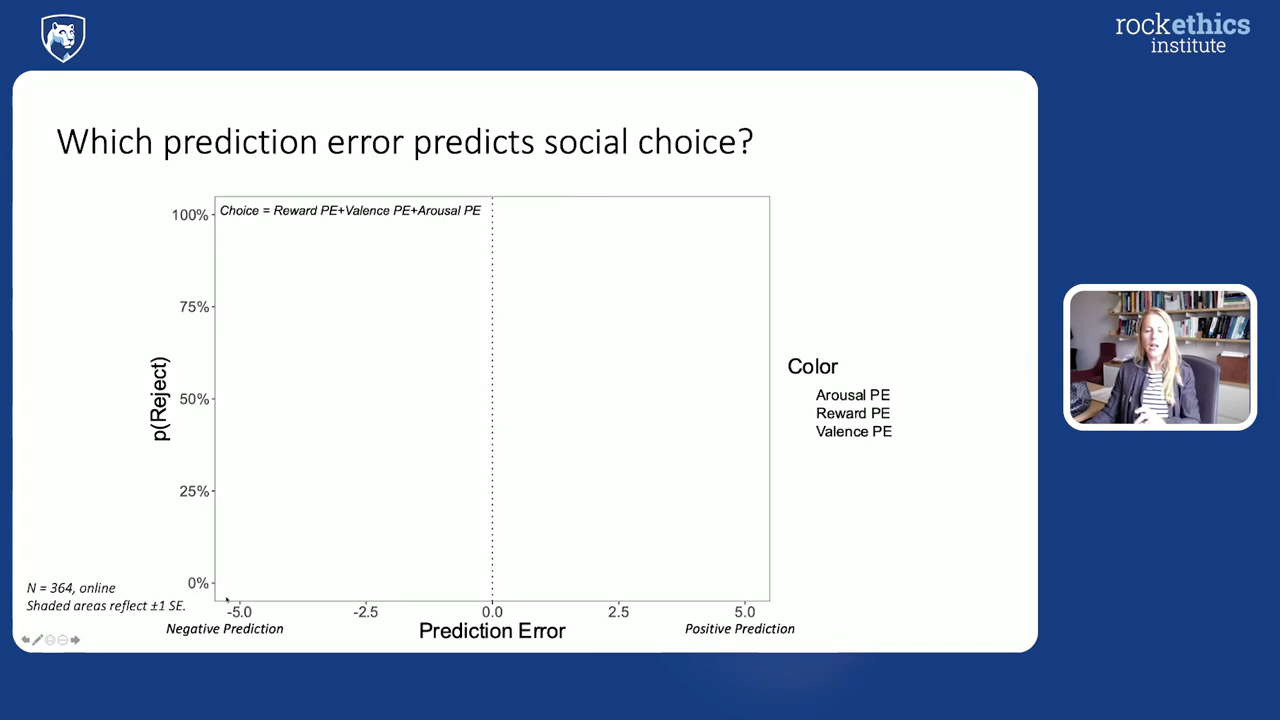 rockethics
institute
Which prediction error predicts social choice?
Choice = Reward PE+Valence PE+Arousal PE
100%
75%
50%
25%
0%
p(Reject)
-5.0
-2.5
0.0
2.5
5.0
Negative Prediction
Prediction Error
Positive Prediction
Color
Arousal PE
Reward PE
Valence PE
N = 364, online
Shaded areas reflect ±1 SE.